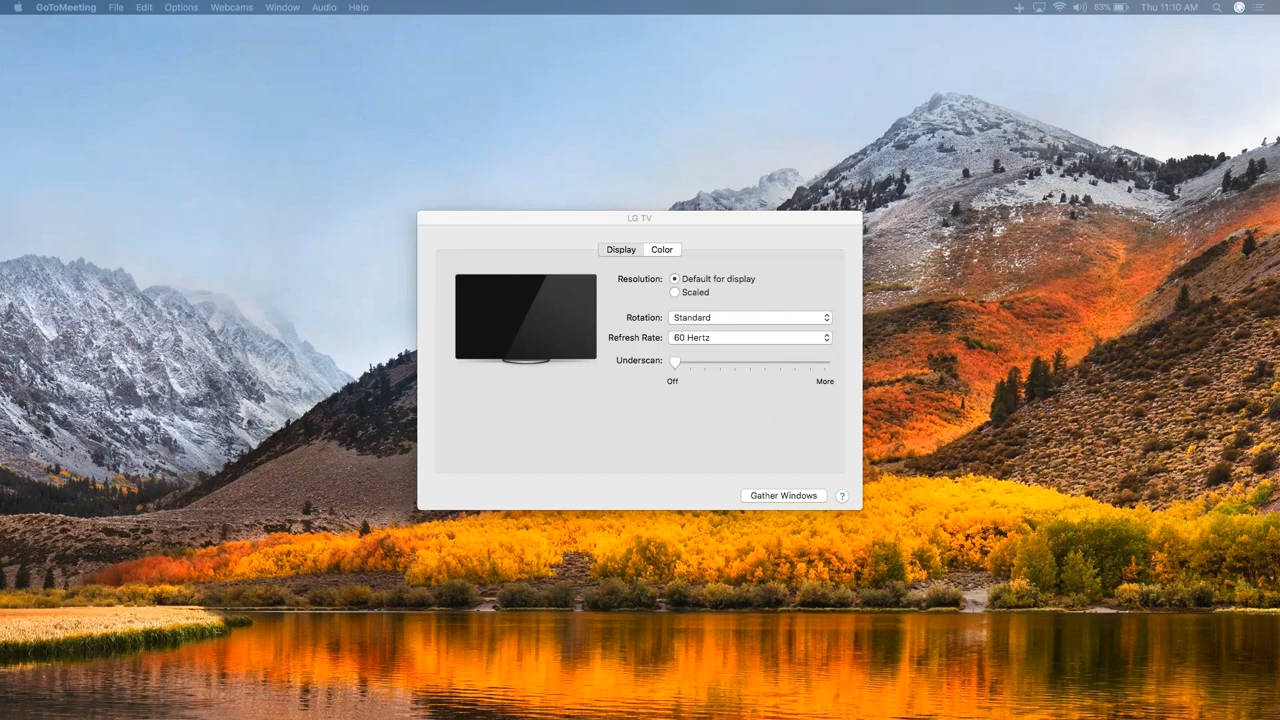 GoToMeeting File Edit Options Webcams Window Audio Help 83% Thu 11:10 AM
LG TV
Display Color
Resolution: Default for display
Scaled
Rotation: Standard
Refresh Rate: 60 Hertz
Underscan:
Off More
Gather Windows ?